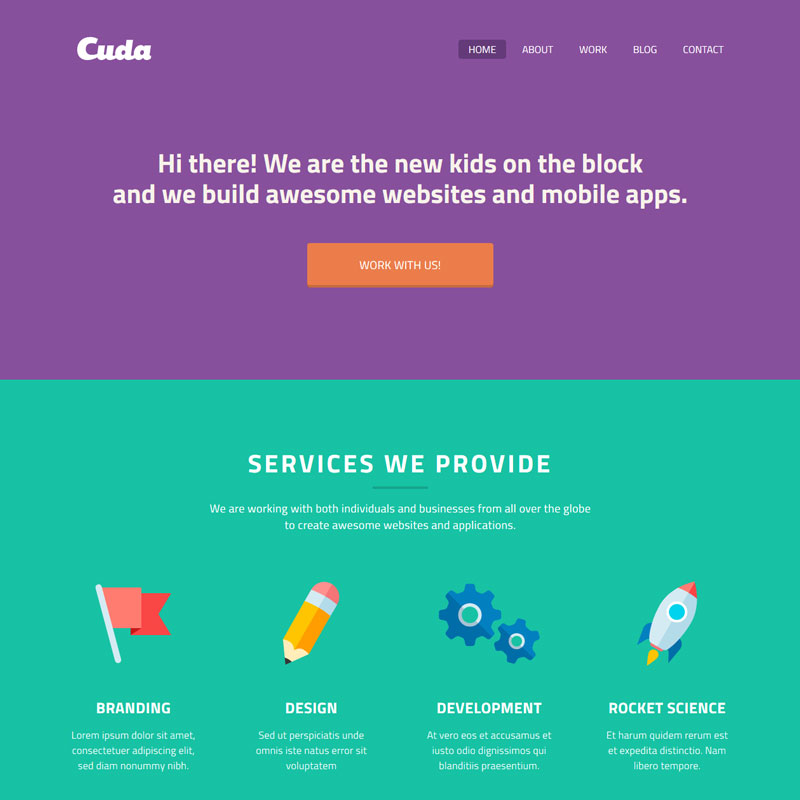 Cuda
HOME ABOUT WORK BLOG CONTACT
Hi there! We are the new kids on the block
and we build awesome websites and mobile apps.
WORK WITH US!
SERVICES WE PROVIDE
We are working with both individuals and businesses from all over the globe
to create awesome websites and applications.
BRANDING
Lorem ipsum dolor sit amet,
consectetuer adipiscing elit,
sed diam nonummy nibh.
DESIGN
Sed ut perspiciatis unde
omnis iste natus error sit
voluptatem
DEVELOPMENT
At vero eos et accusamus et
iusto odio dignissimos qui
blanditiis praesentium.
ROCKET SCIENCE
Et harum quidem rerum est
et expedita distinctio. Nam
libero tempore.